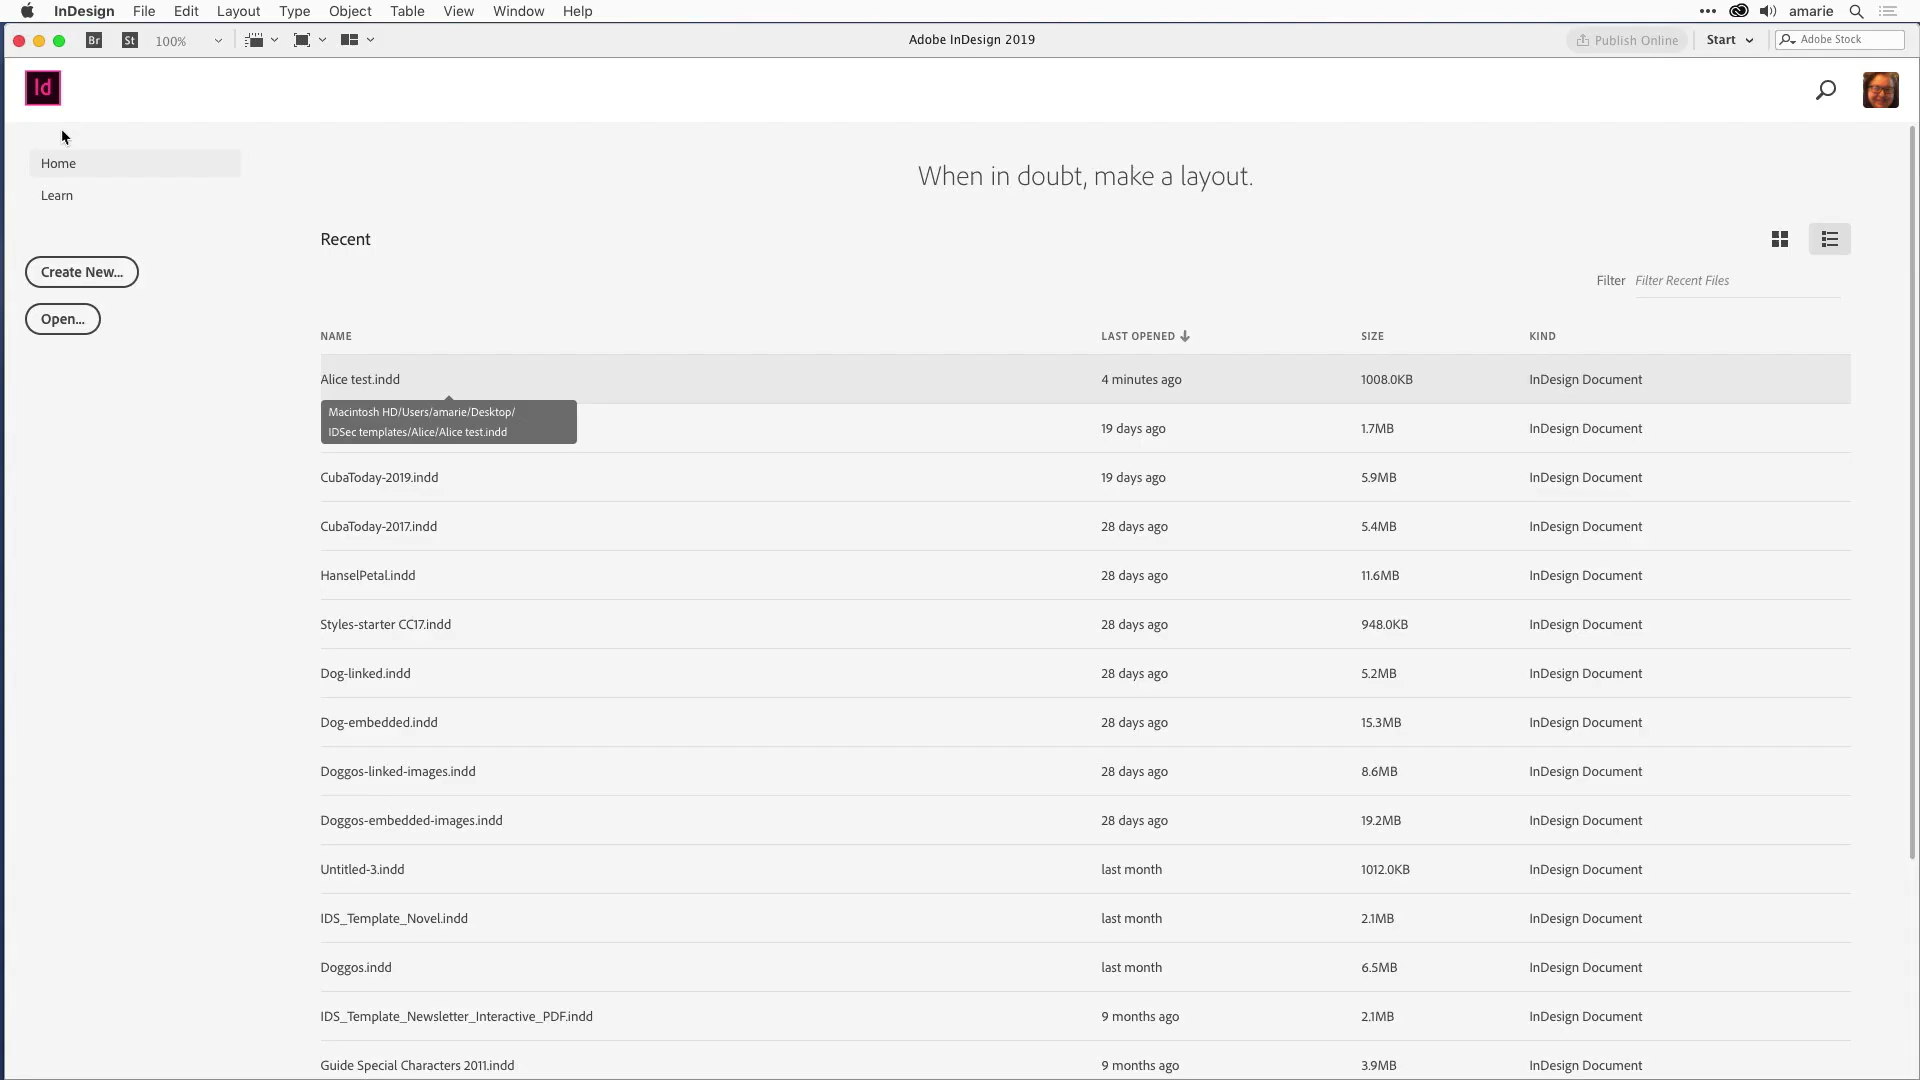 InDesign File Edit Layout Type Object Table View Window Help ••• amarie
Br St 100% Adobe InDesign 2019 Publish Online Start Adobe Stock
Id
Home
Learn
Create New...
Open...
When in doubt, make a layout.
Recent
Filter Filter Recent Files
NAME LAST OPENED SIZE KIND
Alice test.indd 4 minutes ago 1008.0KB InDesign Document
Macintosh HD/Users/amarie/Desktop/
IDSec templates/Alice/Alice test.indd
19 days ago 1.7MB InDesign Document
CubaToday-2019.indd 19 days ago 5.9MB InDesign Document
CubaToday-2017.indd 28 days ago 5.4MB InDesign Document
HanselPetal.indd 28 days ago 11.6MB InDesign Document
Styles-starter CC17.indd 28 days ago 948.0KB InDesign Document
Dog-linked.indd 28 days ago 5.2MB InDesign Document
Dog-embedded.indd 28 days ago 15.3MB InDesign Document
Doggos-linked-images.indd 28 days ago 8.6MB InDesign Document
Doggos-embedded-images.indd 28 days ago 19.2MB InDesign Document
Untitled-3.indd last month 1012.0KB InDesign Document
IDS_Template_Novel.indd last month 2.1MB InDesign Document
Doggos.indd last month 6.5MB InDesign Document
IDS_Template_Newsletter_Interactive_PDF.indd 9 months ago 2.1MB InDesign Document
Guide Special Characters 2011.indd 9 months ago 3.9MB InDesign Document